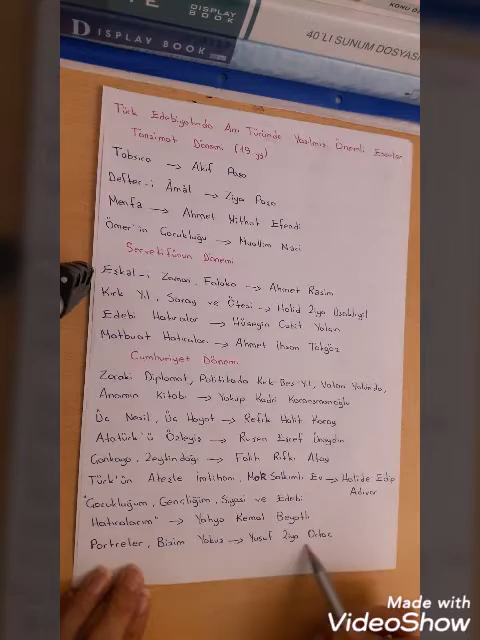 DISPLAY BOOK
KONU D
DISPLAY BOOK
40'LI SUNUM DOSYAS
Türk Edebiyatında Anı Türünde Yazılmış Önemli Eserler
Tanzimat Dönemi (19. yy)
Tabsıra → Akif Paşa
Defter-i Âmâl → Ziya Paşa
Menfa → Ahmet Mithat Efendi
Ömer'in Çocukluğu → Muallim Naci
Servetifünun Dönemi
Eşkal-i Zaman, Falaka → Ahmet Rasim
Kırk Yıl, Saray ve Ötesi → Halid Ziya Uşaklıgil
Edebi Hatıralar → Hüseyin Cahit Yalçın
Matbuat Hatıraları → Ahmet İhsan Tokgöz
Cumhuriyet Dönemi
Zoraki Diplomat, Politikada Kırk Beş Yıl, Vatan Yolunda,
Anamın Kitabı → Yakup Kadri Karaosmanoğlu
Üç Nesil, Üç Hayat → Refik Halit Karay
Atatürk'ü Özleyiş → Ruşen Eşref Ünaydın
Çankaya, Zeytindağı → Falih Rıfkı Atay
Türk'ün Ateşle İmtihanı, Mor Salkımlı Ev → Halide Edip
Adıvar
"Çocukluğum, Gençliğim, Siyasi ve Edebi
Hatıralarım" → Yahya Kemal Beyatlı
Portreler, Bizim Yokuş → Yusuf Ziya Ortaç
Made with
VideoShow